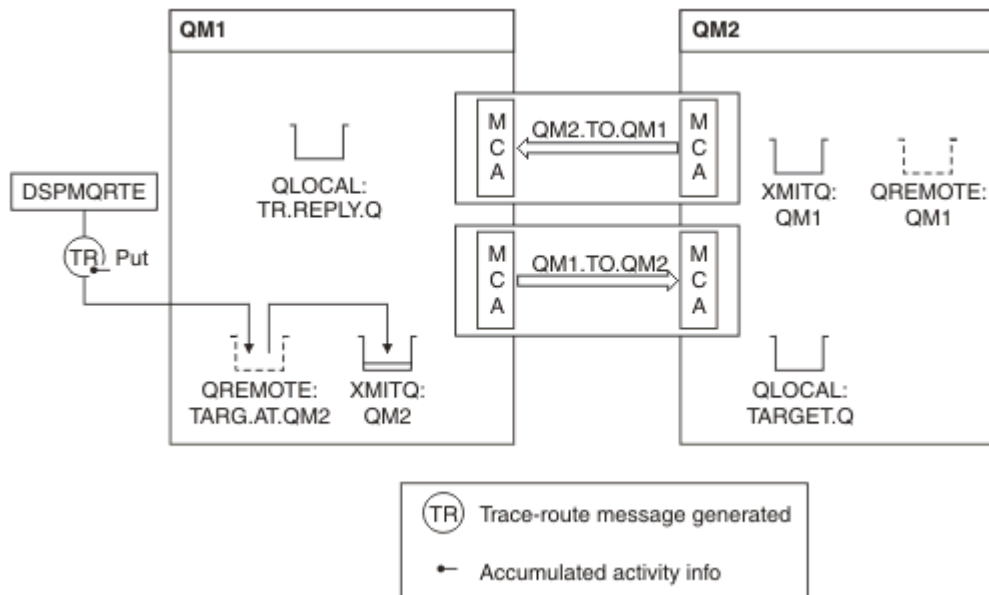 QM1
QM2
M
C
A
QM2.TO.QM1
M
C
A
QLOCAL:
TR.REPLY.Q
XMITQ:
QM1
QREMOTE:
QM1
DSPMQRTE
TR
Put
M
C
A
QM1.TO.QM2
M
C
A
QREMOTE:
TARG.AT.QM2
XMITQ:
QM2
QLOCAL:
TARGET.Q
TR Trace-route message generated
Accumulated activity info